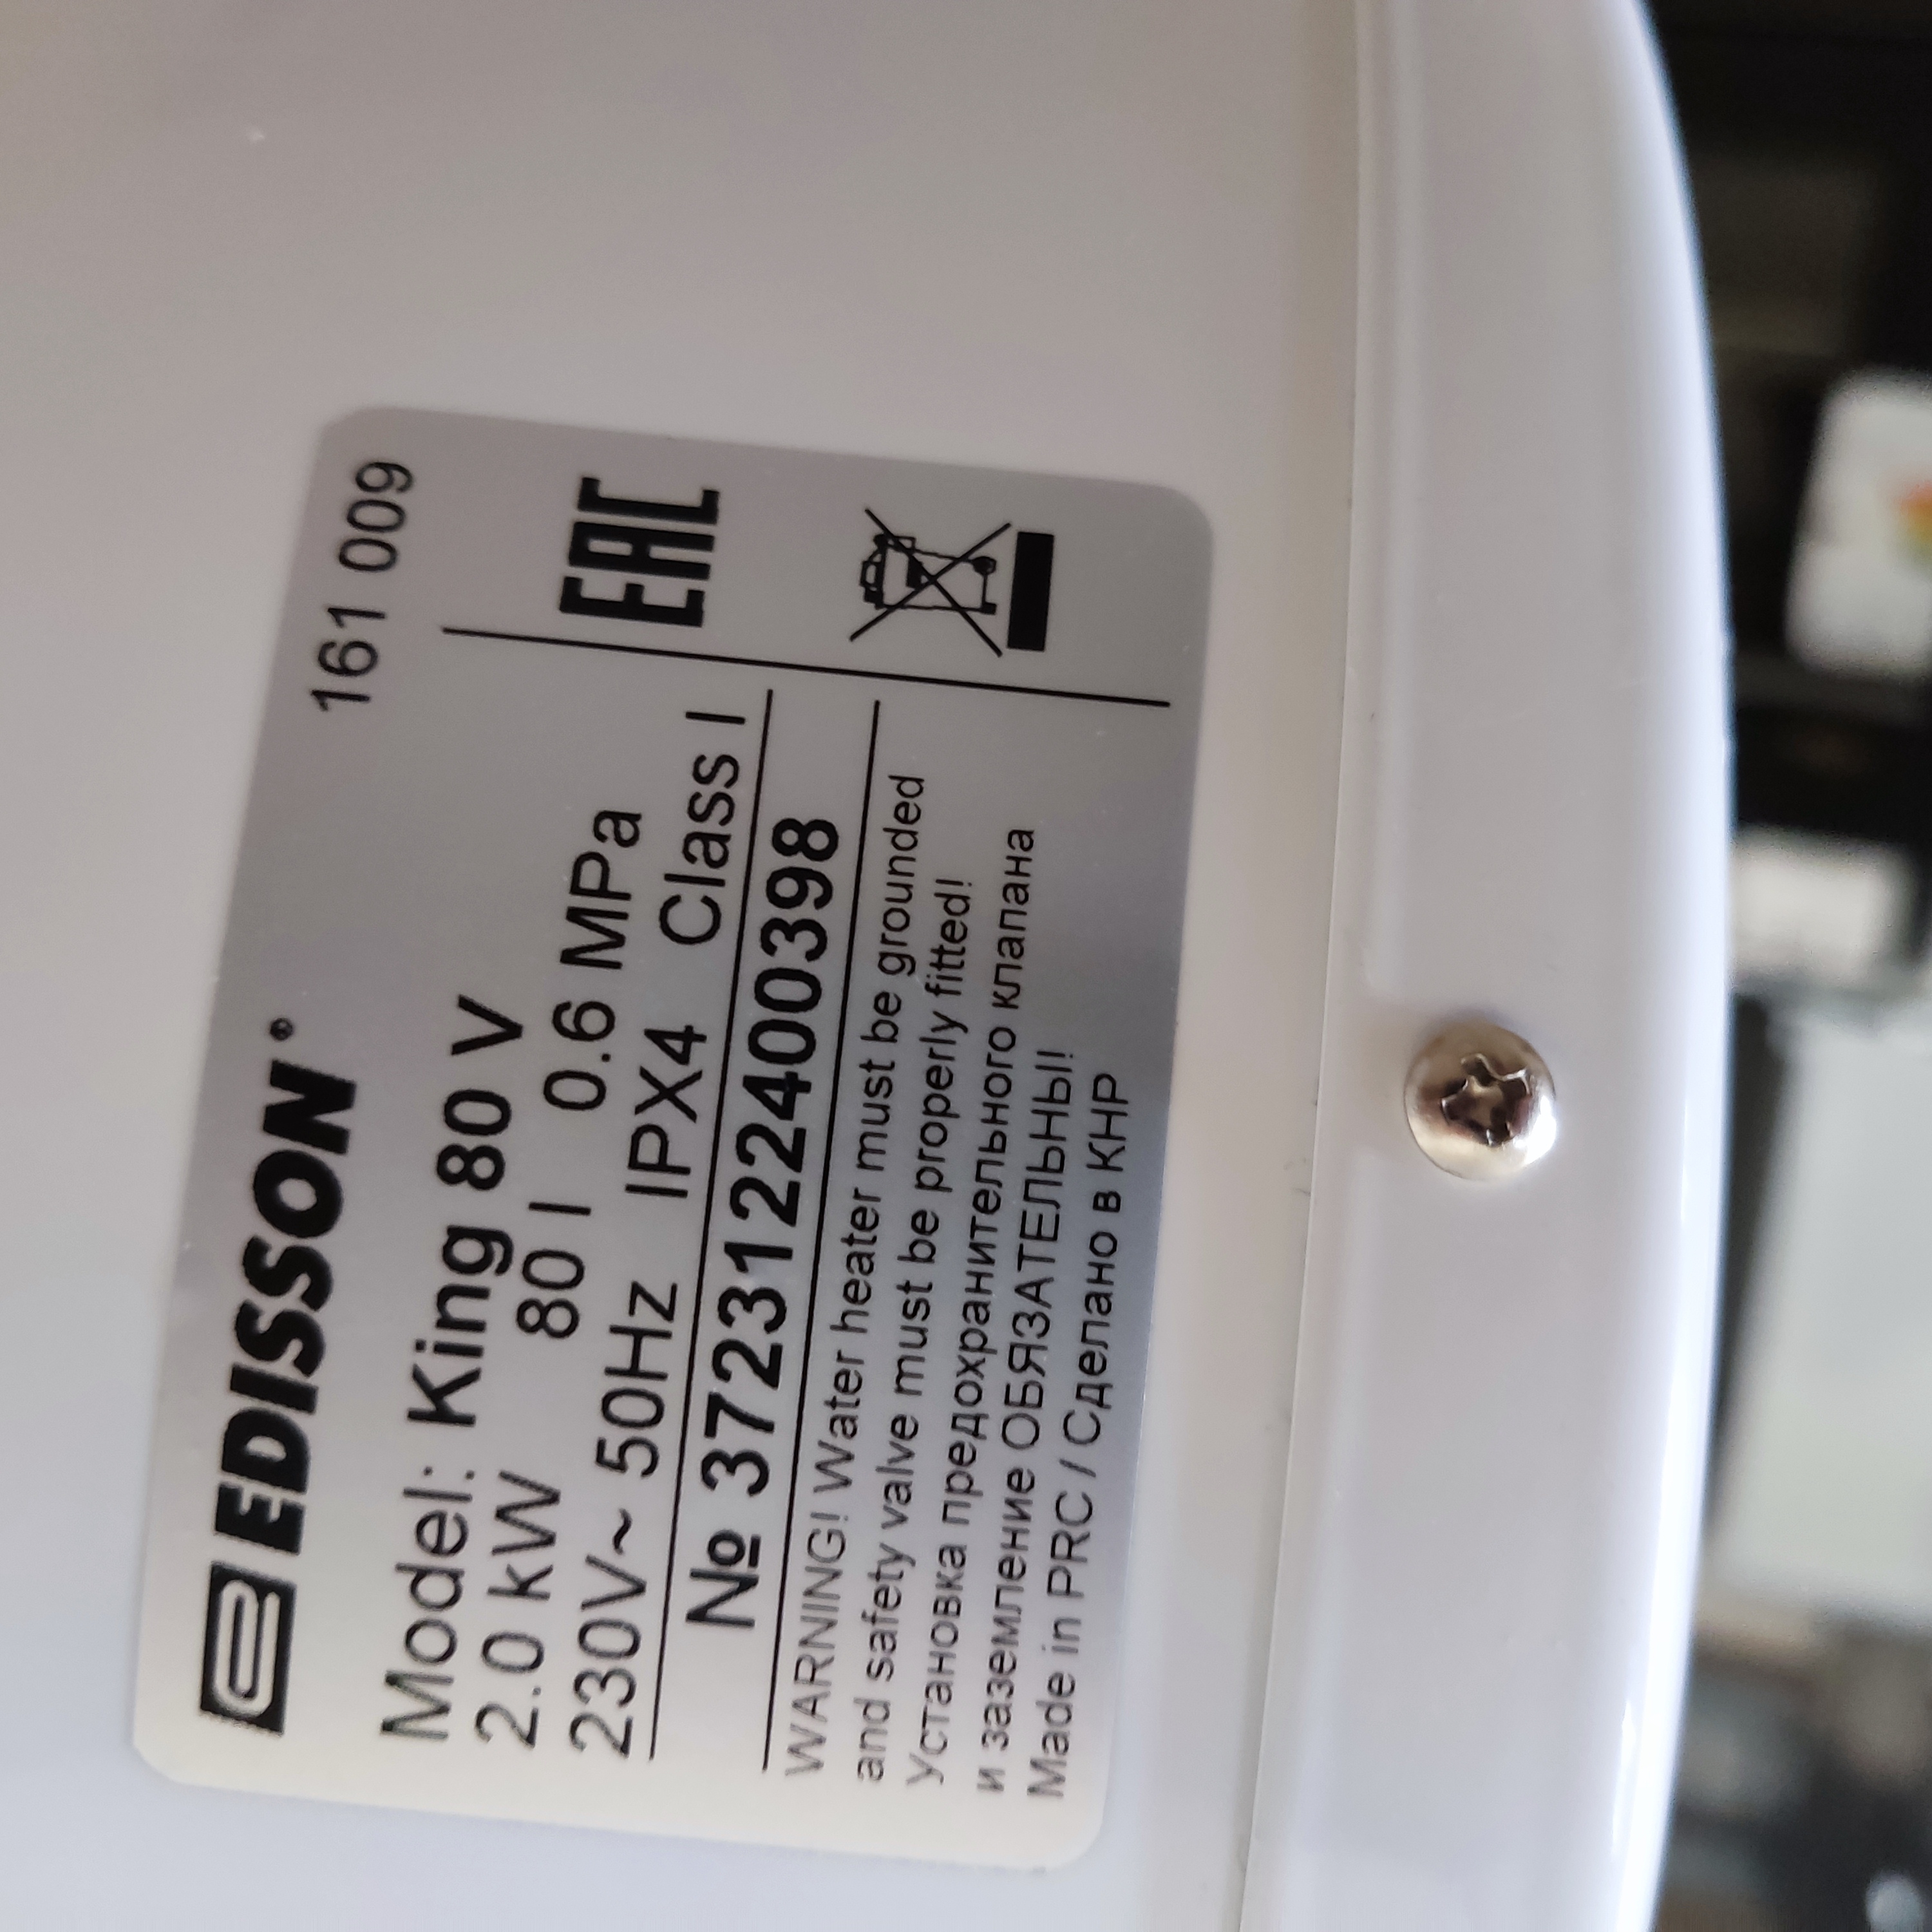 EDISSON®
161 009
Model: King 80 V
2.0 kW 80 l 0.6 MPa
230V~ 50Hz IPX4 Class I
№ 3723122400398
WARNING! Water heater must be grounded
and safety valve must be properly fitted!
Установка предохранительного клапана
и заземление ОБЯЗАТЕЛЬНЫ!
Made in PRC / Сделано в КНР
EAC